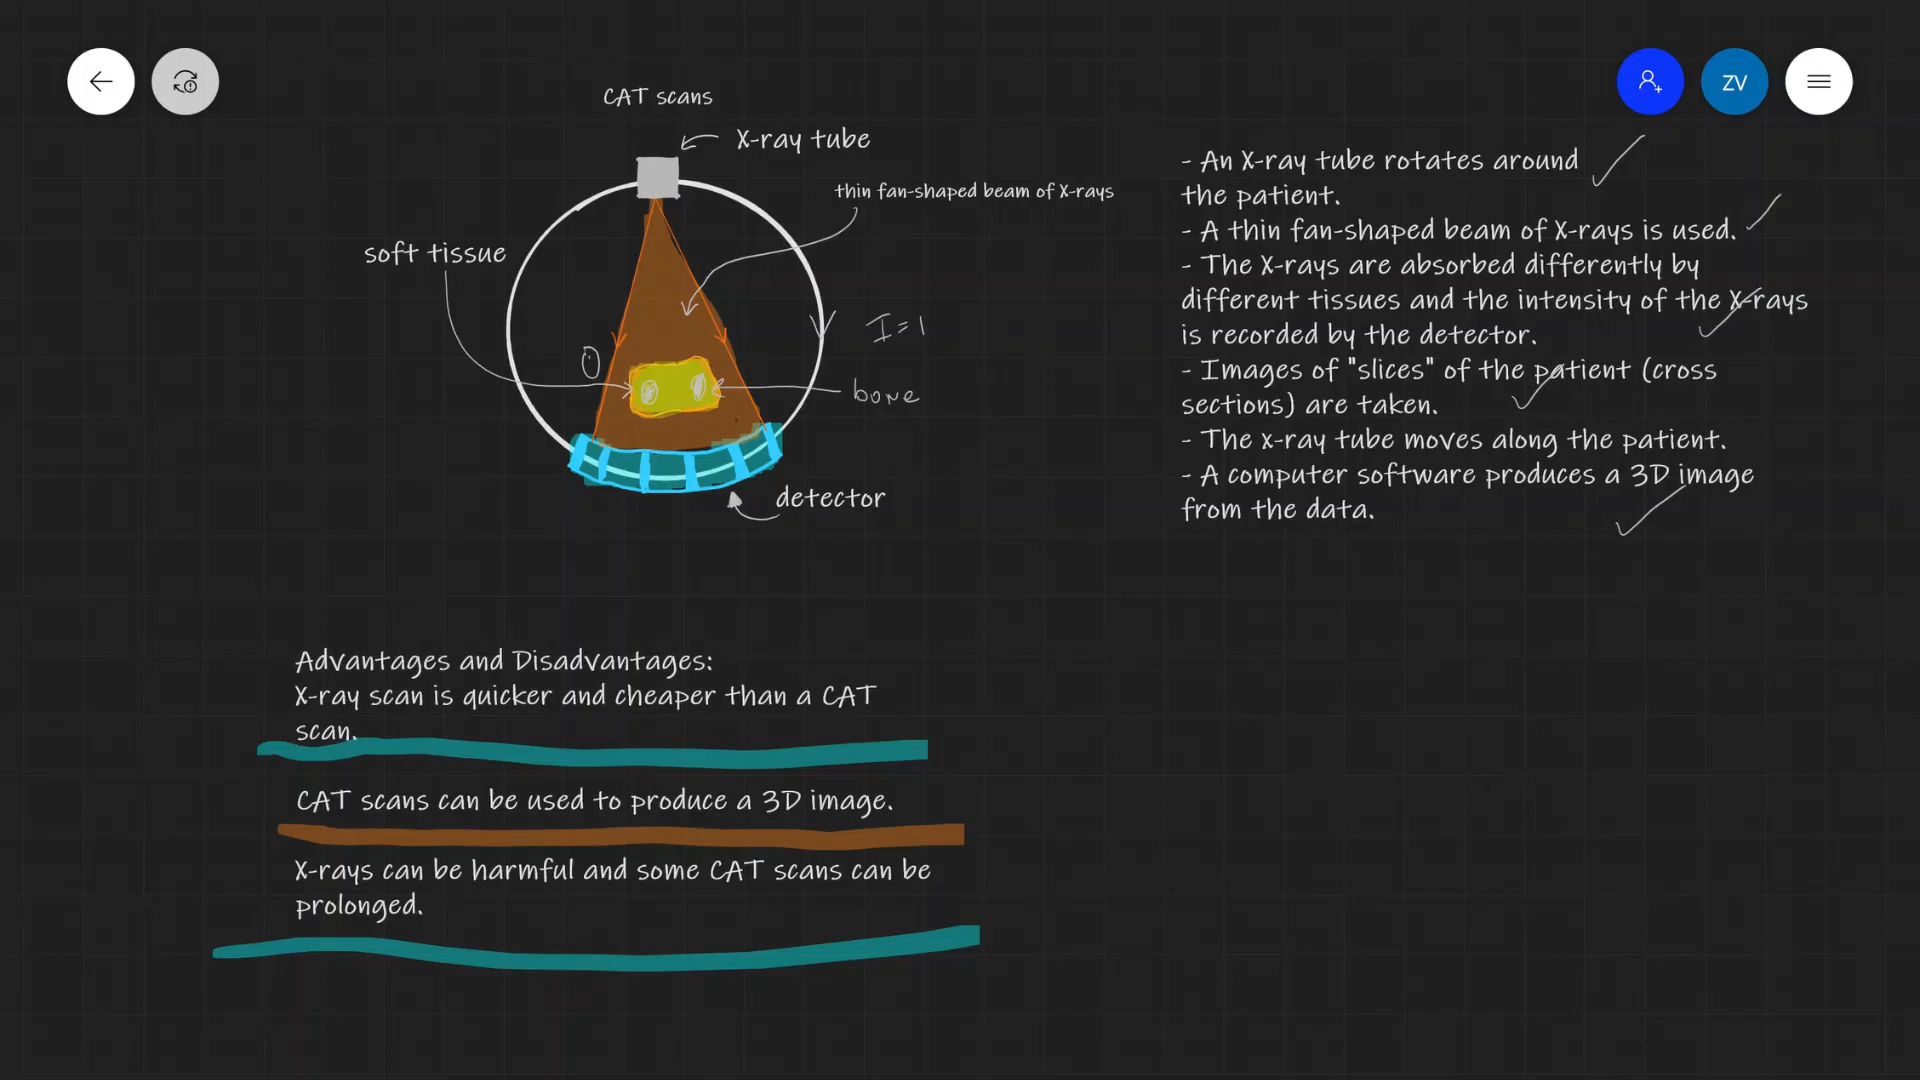 ZV
CAT scans
X-ray tube
thin fan-shaped beam of X-rays
soft tissue
I=1
0
bone
detector
- An X-ray tube rotates around
the patient.
- A thin fan-shaped beam of X-rays is used.
- The X-rays are absorbed differently by
different tissues and the intensity of the X-rays
is recorded by the detector.
- Images of "slices" of the patient (cross
sections) are taken.
- The x-ray tube moves along the patient.
- A computer software produces a 3D image
from the data.
Advantages and Disadvantages:
X-ray scan is quicker and cheaper than a CAT
scan.
CAT scans can be used to produce a 3D image.
X-rays can be harmful and some CAT scans can be
prolonged.